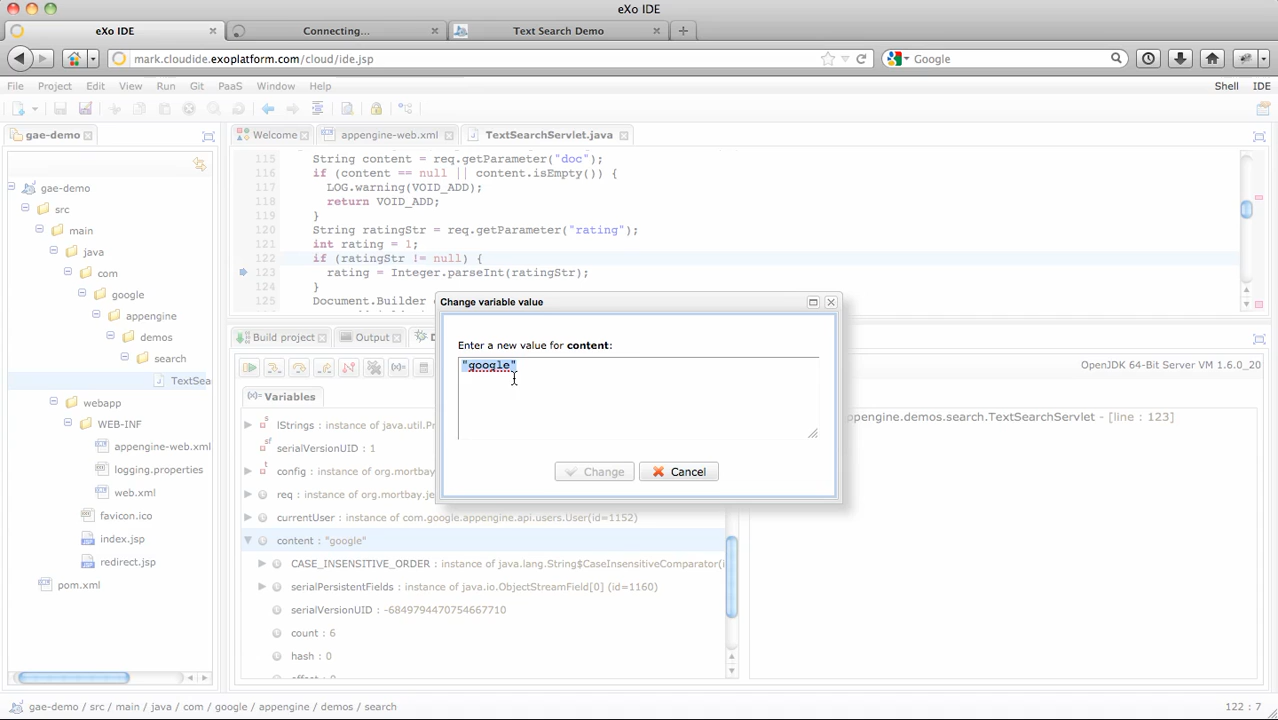 eXo IDE
eXo IDE
Connecting...
Text Search Demo
mark.cloudide.exoplatform.com/cloud/ide.jsp
Google
File Project Edit View Run Git PaaS Window Help
Shell IDE
gae-demo
Welcome
appengine-web.xml
TextSearchServlet.java
gae-demo
src
main
java
com
google
appengine
demos
search
TextSea
webapp
WEB-INF
appengine-web.xml
logging.properties
web.xml
favicon.ico
index.jsp
redirect.jsp
pom.xml
115 String content = req.getParameter("doc");
116 if (content == null || content.isEmpty()) {
117 LOG.warning(VOID_ADD);
118 return VOID_ADD;
119 }
120 String ratingStr = req.getParameter("rating");
121 int rating = 1;
122 if (ratingStr != null) {
123 rating = Integer.parseInt(ratingStr);
124 }
125 Document.Builder
Change variable value
Enter a new value for content:
"google"
Change
Cancel
Build project
Output
D
OpenJDK 64-Bit Server VM 1.6.0_20
Variables
lStrings : instance of java.util.Pr
serialVersionUID : 1
config : instance of org.mortbay
req : instance of org.mortbay.je
currentUser : instance of com.google.appengine.api.users.User(id=1152)
content : "google"
CASE_INSENSITIVE_ORDER : instance of java.lang.String$CaseInsensitiveComparator(i
serialPersistentFields : instance of java.io.ObjectStreamField[0] (id=1160)
serialVersionUID : -6849794470754667710
count : 6
hash : 0
appengine.demos.search.TextSearchServlet - [line : 123]
gae-demo / src / main / java / com / google / appengine / demos / search
122 : 7